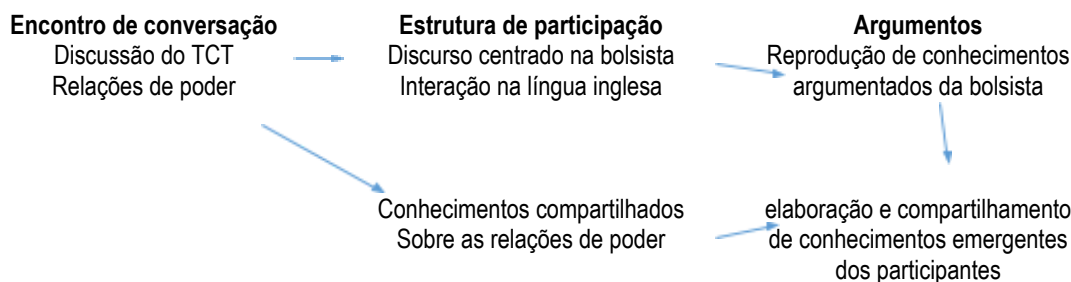 Encontro de conversação
Discussão do TCT
Relações de poder
Estrutura de participação
Discurso centrado na bolsista
Interação na língua inglesa
Argumentos
Reprodução de conhecimentos
argumentados da bolsista
Conhecimentos compartilhados
Sobre as relações de poder
elaboração e compartilhamento
de conhecimentos emergentes
dos participantes